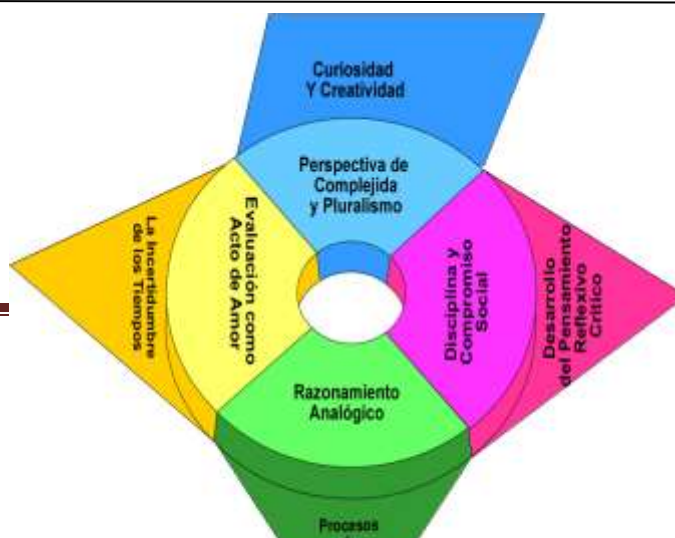 Curiosidad
Y Creatividad
Perspectiva de
Complejida
y Pluralismo
La Incertidumbre
de los Tiempos
Evaluación como
Acto de Amor
Disciplina y
Compromiso
Social
Desarrollo
del Pensamiento
Reflexivo
Crítico
Razonamiento
Analógico
Procesos